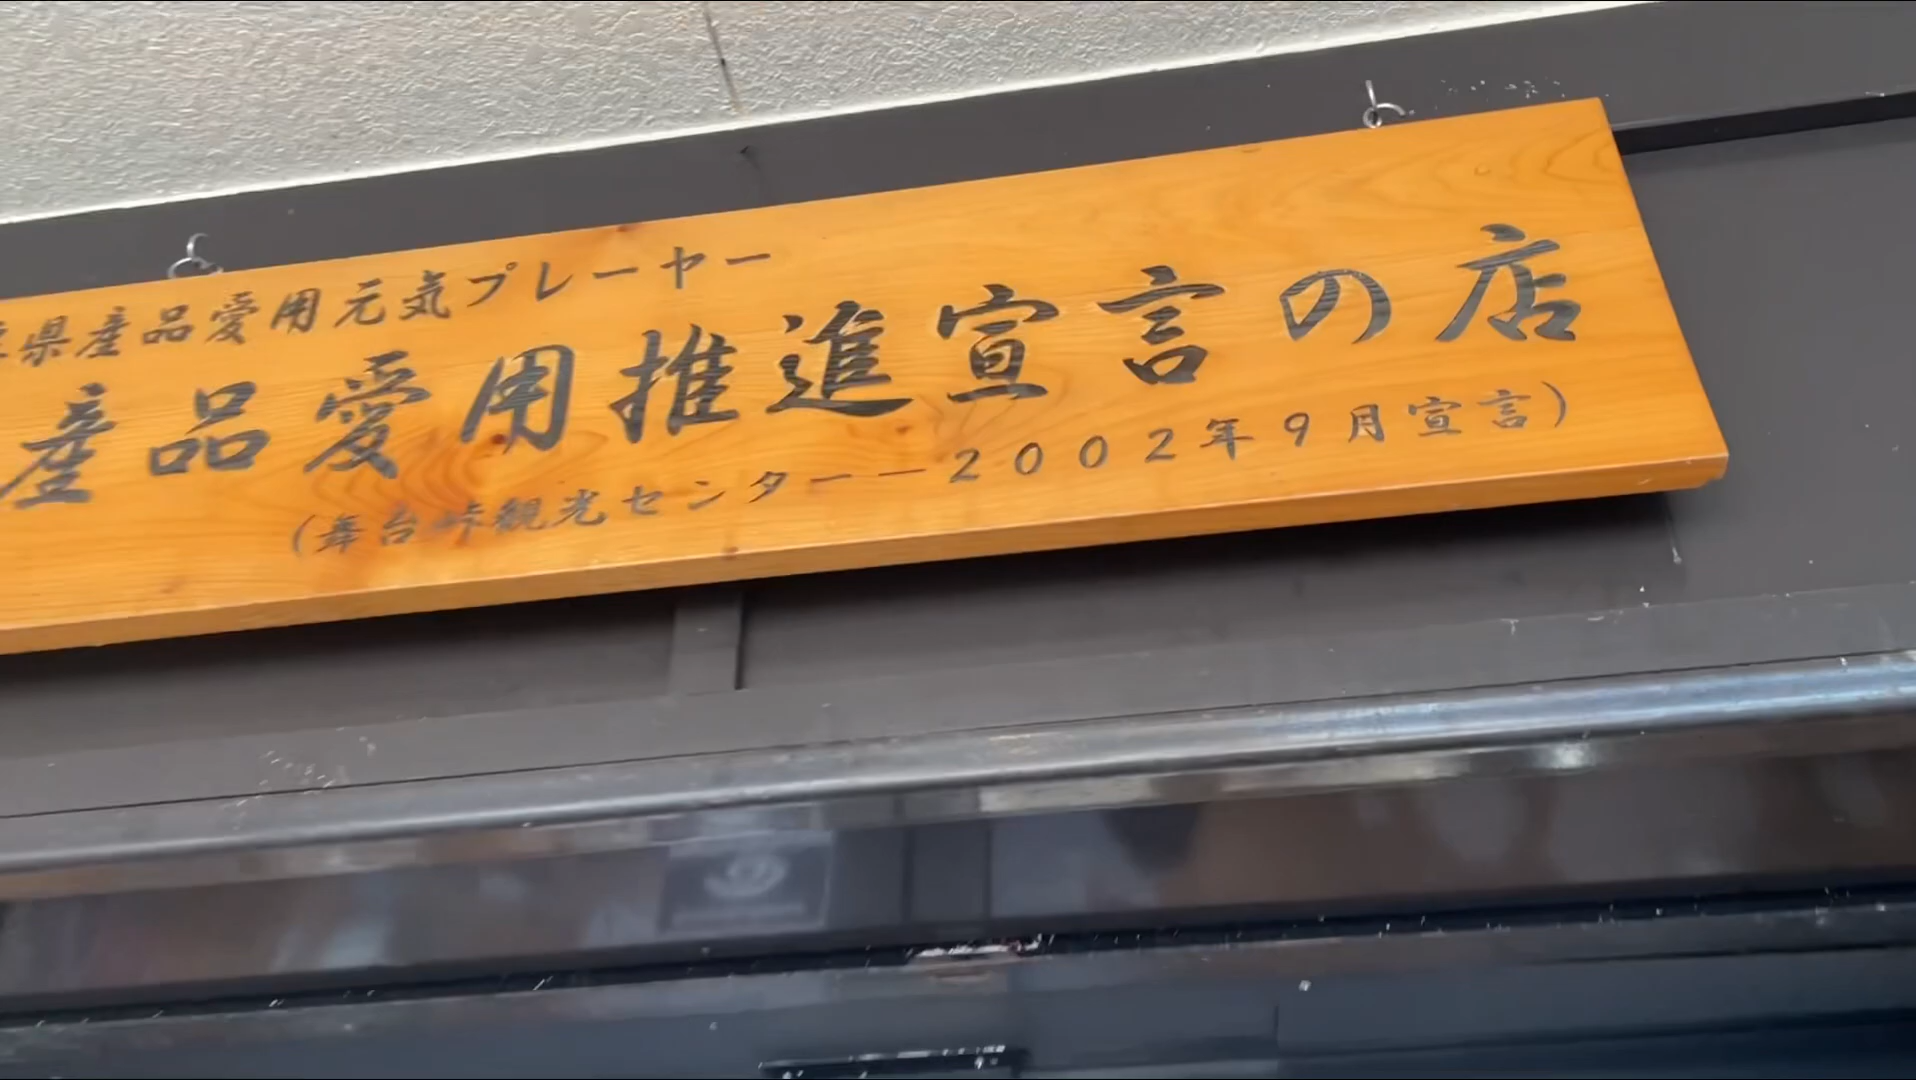 県産品愛用元気プレーヤー
産品愛用推進宣言の店
(舞台峠観光センター－2002年9月宣言)